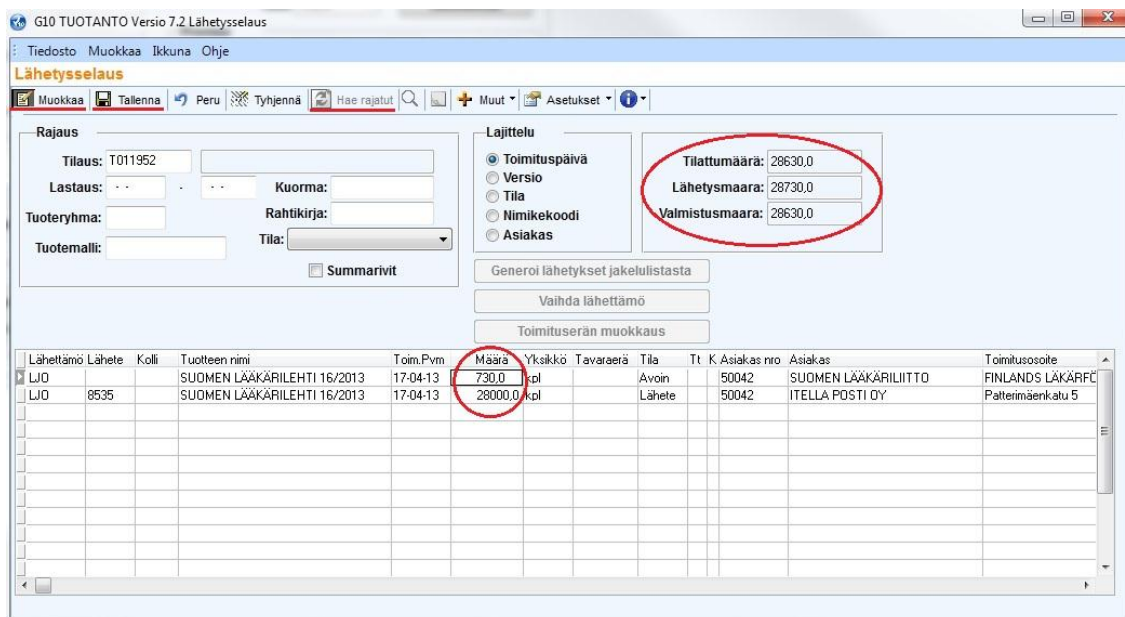 G10 TUOTANTO Versio 7.2 Lähetysselaus
Tiedosto Muokkaa Ikkuna Ohje
Lähetysselaus
Muokkaa Tallenna Peru Tyhjennä Hae rajatut Muut Asetukset
Rajaus
Tilaus: T011952
Lastaus: - - - - -
Kuorma:
Tuoteryhma:
Rahtikirja:
Tuotemalli:
Tila:
Summarivit
Lajittelu
Toimituspäivä
Versio
Tila
Nimikekoodi
Asiakas
Tilattumäärä: 28630,0
Lähetysmaara: 28730,0
Valmistusmaara: 28630,0
Generoi lähetykset jakelulistasta
Vaihda lähettämö
Toimituserän muokkaus
Lähettämö Lähete Kolli Tuotteen nimi Toim.Pvm Määrä Yksikkö Tavaraerä Tila Tt K Asiakas nro Asiakas Toimitusosoite
LJO SUOMEN LÄÄKÄRILEHTI 16/2013 17-04-13 730,0 kpl Avoin 50042 SUOMEN LÄÄKÄRILIITTO FINLANDS LÄKARFÖ
LJO 8535 SUOMEN LÄÄKÄRILEHTI 16/2013 17-04-13 28000,0 kpl Lähete 50042 ITELLA POSTI OY Patterimäenkatu 5